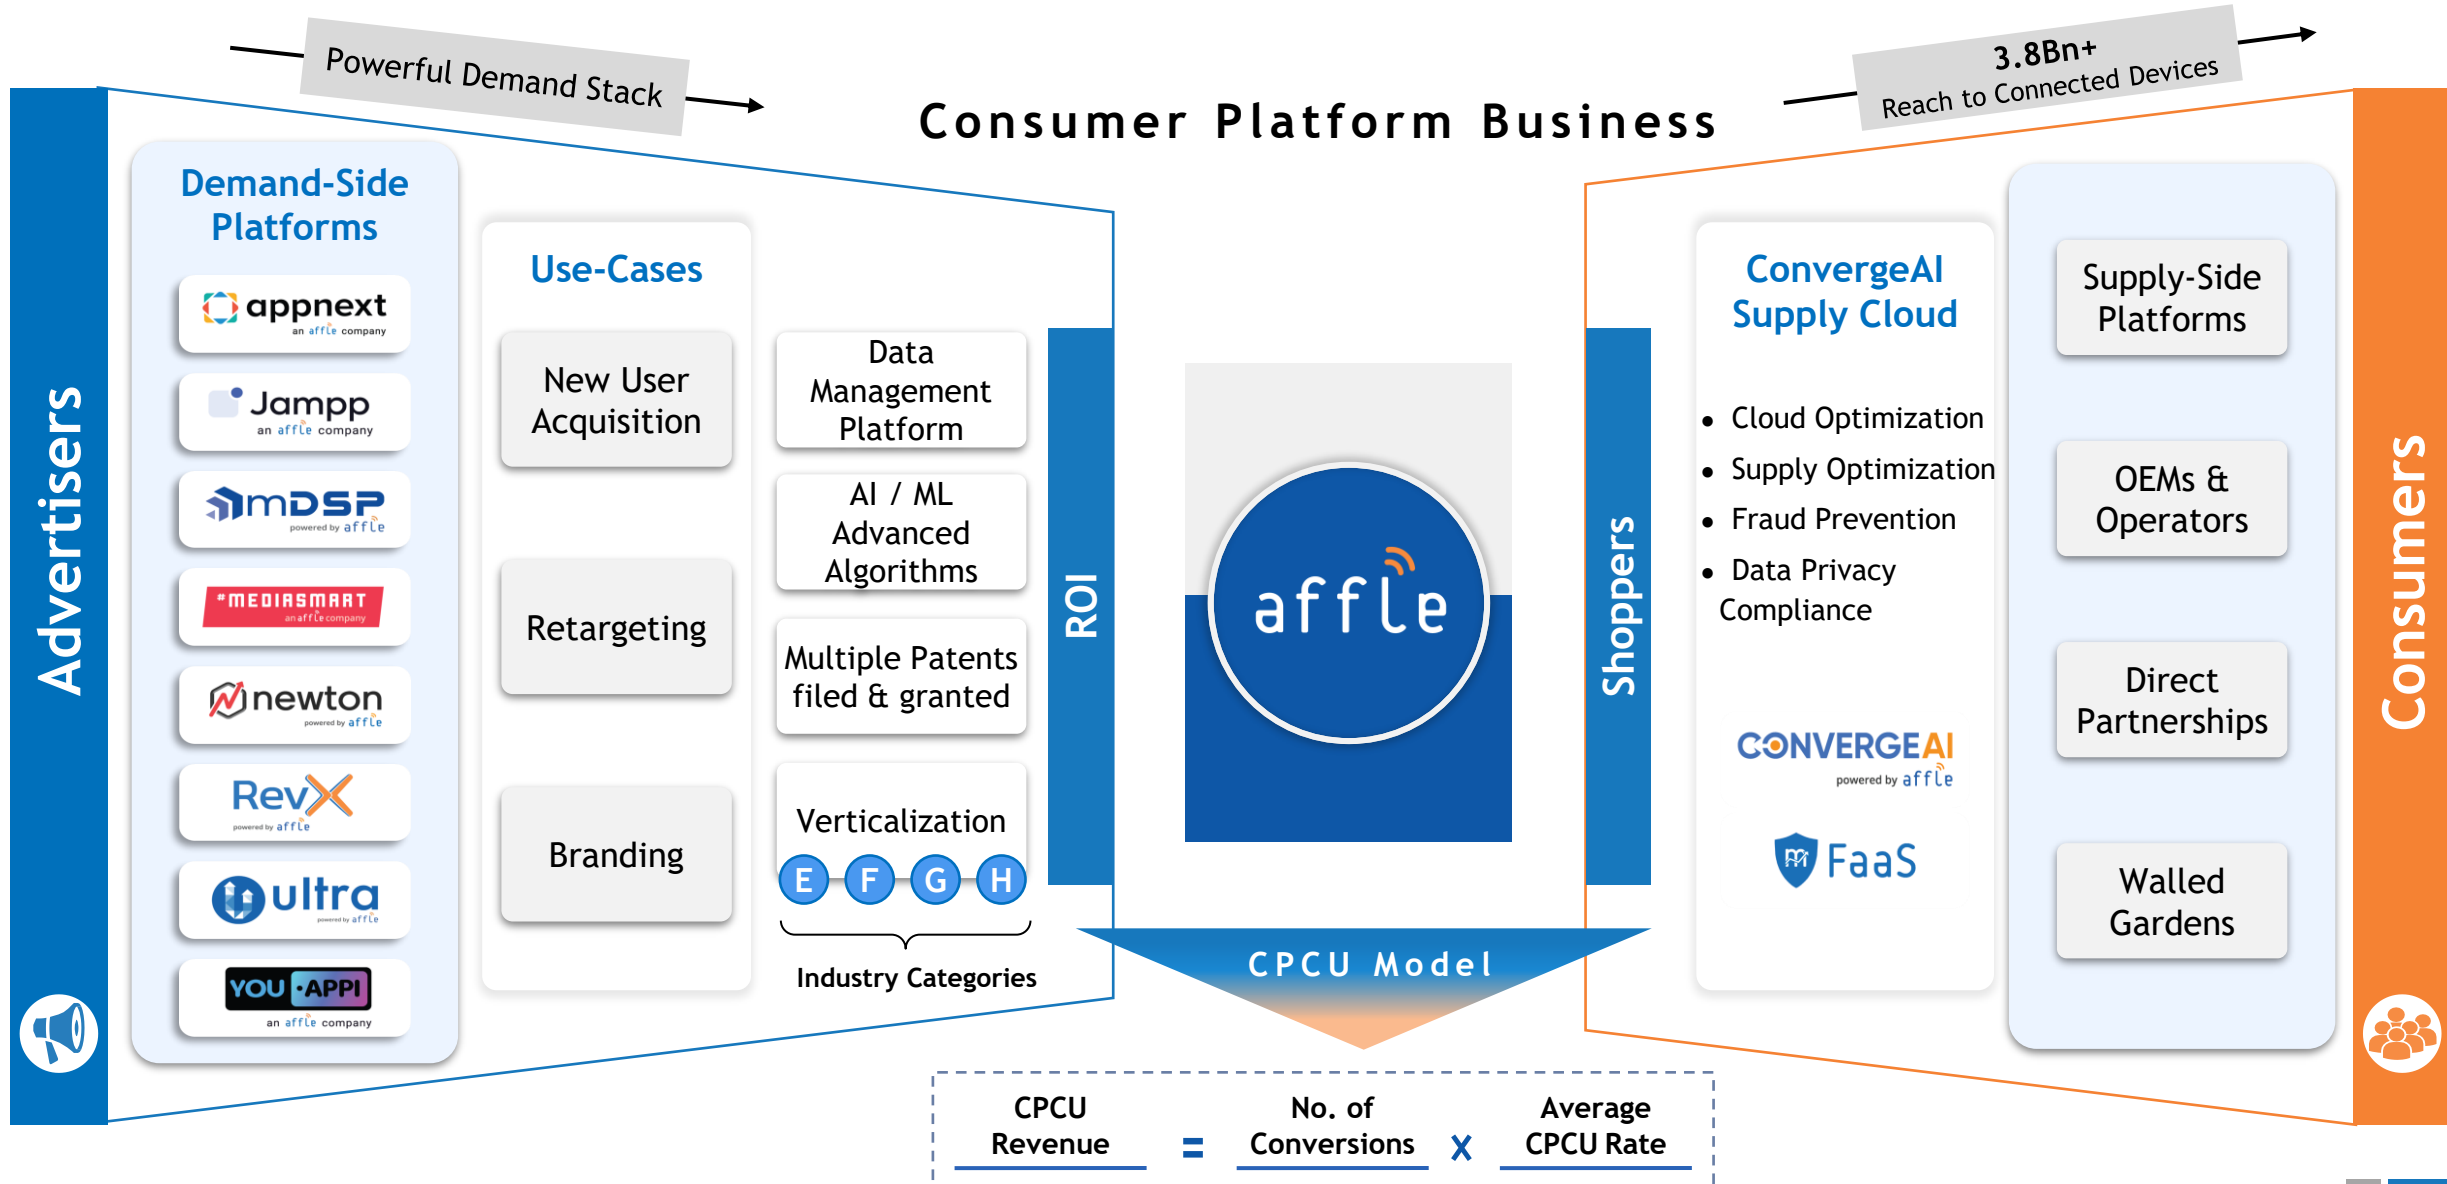 Powerful Demand Stack
3.8Bn+
Reach to Connected Devices
Consumer Platform Business
Advertisers
Demand-Side
Platforms
appnext
an affle company
Jampp
an affle company
mDSP
powered by affle
#MEDIASMART
an affle company
newton
powered by affle
RevX
powered by affle
ultra
powered by affle
YOU·APPI
an affle company
Use-Cases
New User
Acquisition
Retargeting
Branding
Data
Management
Platform
AI / ML
Advanced
Algorithms
Multiple Patents
filed & granted
Verticalization
E F G H
Industry Categories
ROI
affle
Shoppers
ConvergeAI
Supply Cloud
• Cloud Optimization
• Supply Optimization
• Fraud Prevention
• Data Privacy
Compliance
CONVERGEAI
powered by affle
m FaaS
Supply-Side
Platforms
OEMs &
Operators
Direct
Partnerships
Walled
Gardens
Consumers
CPCU Model
CPCU
Revenue
=
No. of
Conversions
x
Average
CPCU Rate